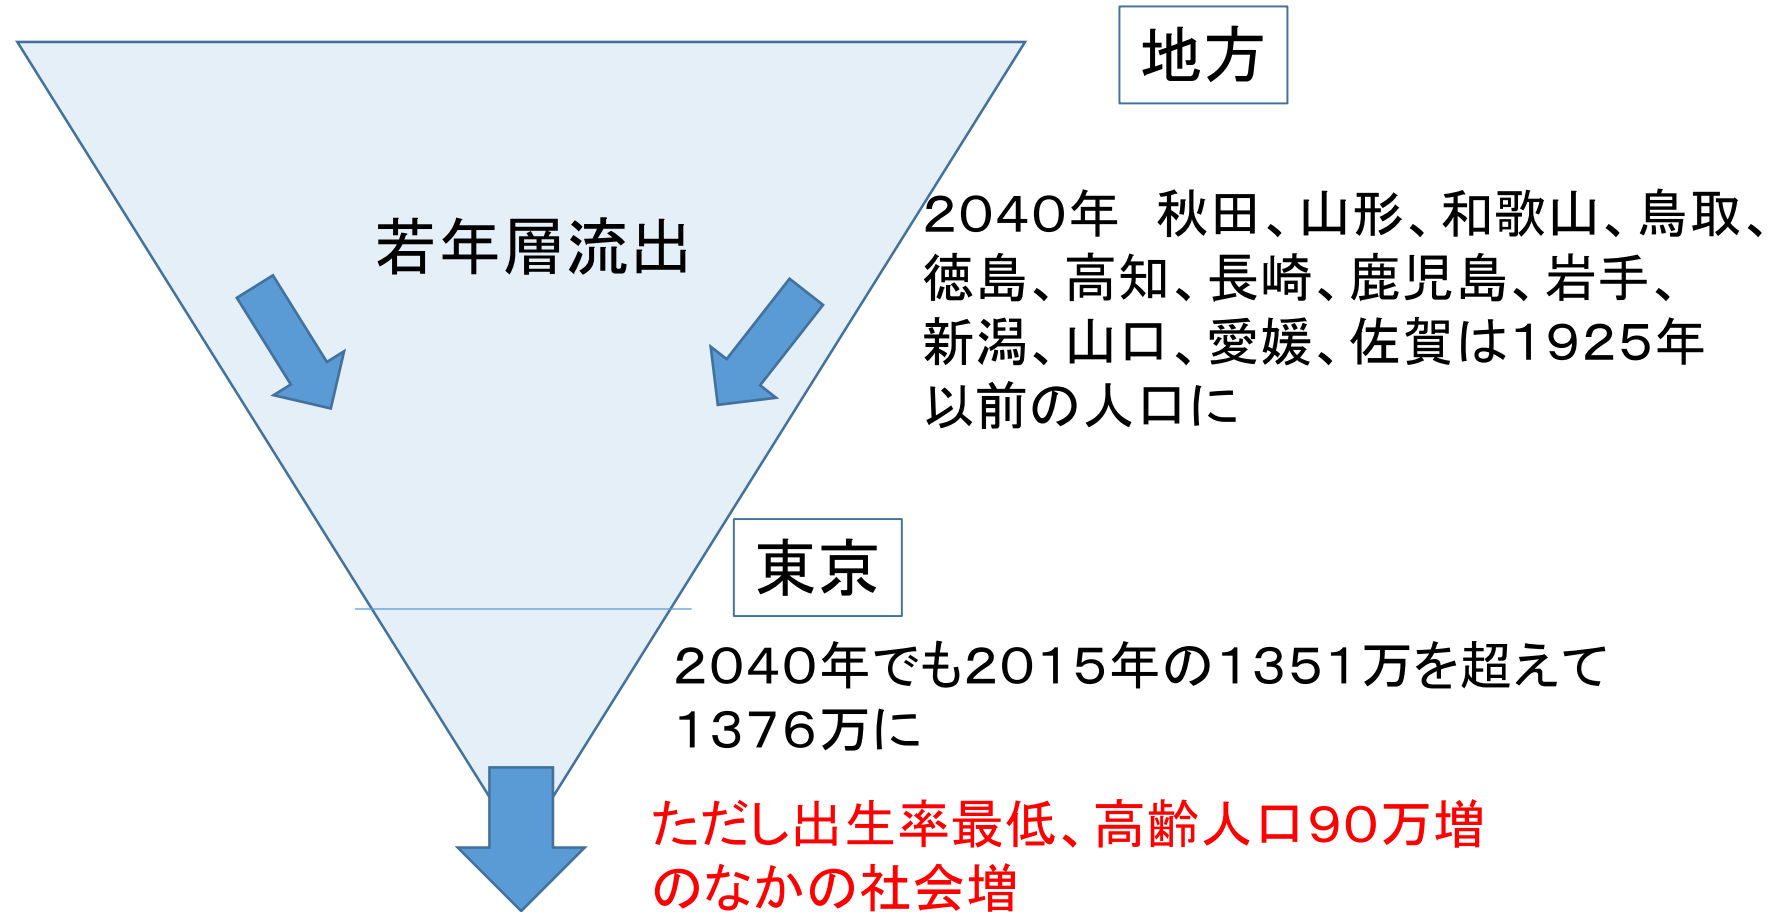 地方
若年層流出
２０４０年　秋田、山形、和歌山、鳥取、
徳島、高知、長崎、鹿児島、岩手、
新潟、山口、愛媛、佐賀は１９２５年
以前の人口に
東京
２０４０年でも２０１５年の１３５１万を超えて
１３７６万に
ただし出生率最低、高齢人口９０万増
のなかの社会増